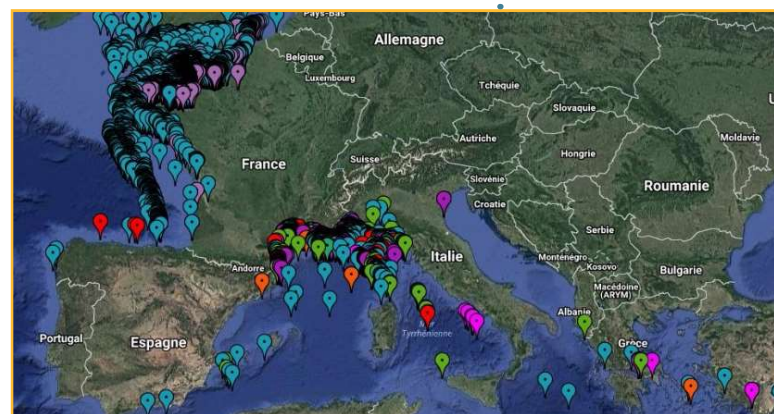 Pays-Bas
Allemagne
Belgique
Luxembourg
Tchéquie
Slovaquie
Moldavie
Autriche
Hongrie
France
Suisse
Slovénie
Croatie
Roumanie
Serbie
Italie
Monténégro
Kosovo
Bulgarie
Andorre
Macédoine
(ARYM)
Albanie
Portugal
Espagne
Tyrrhénienne
Grèce